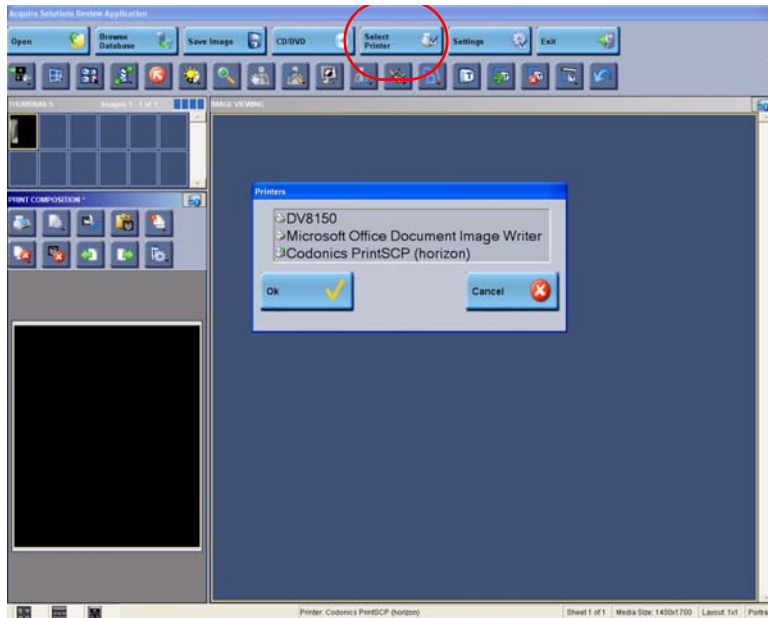 Acquire Solutions Review Application
Open
Browse
Database
Save Image
CD/DVD
Select
Printer
Settings
Exit
THUMBNAILS
Images 1 - 1 of 1
IMAGE VIEWING
PRINT COMPOSITION *
Printers
DV8150
Microsoft Office Document Image Writer
Codonics PrintSCP (horizon)
Ok
Cancel
Printer: Codonics PrintSCP (horizon)
Sheet 1 of 1
Media Size: 1400x1700
Layout: 1x1
Portra